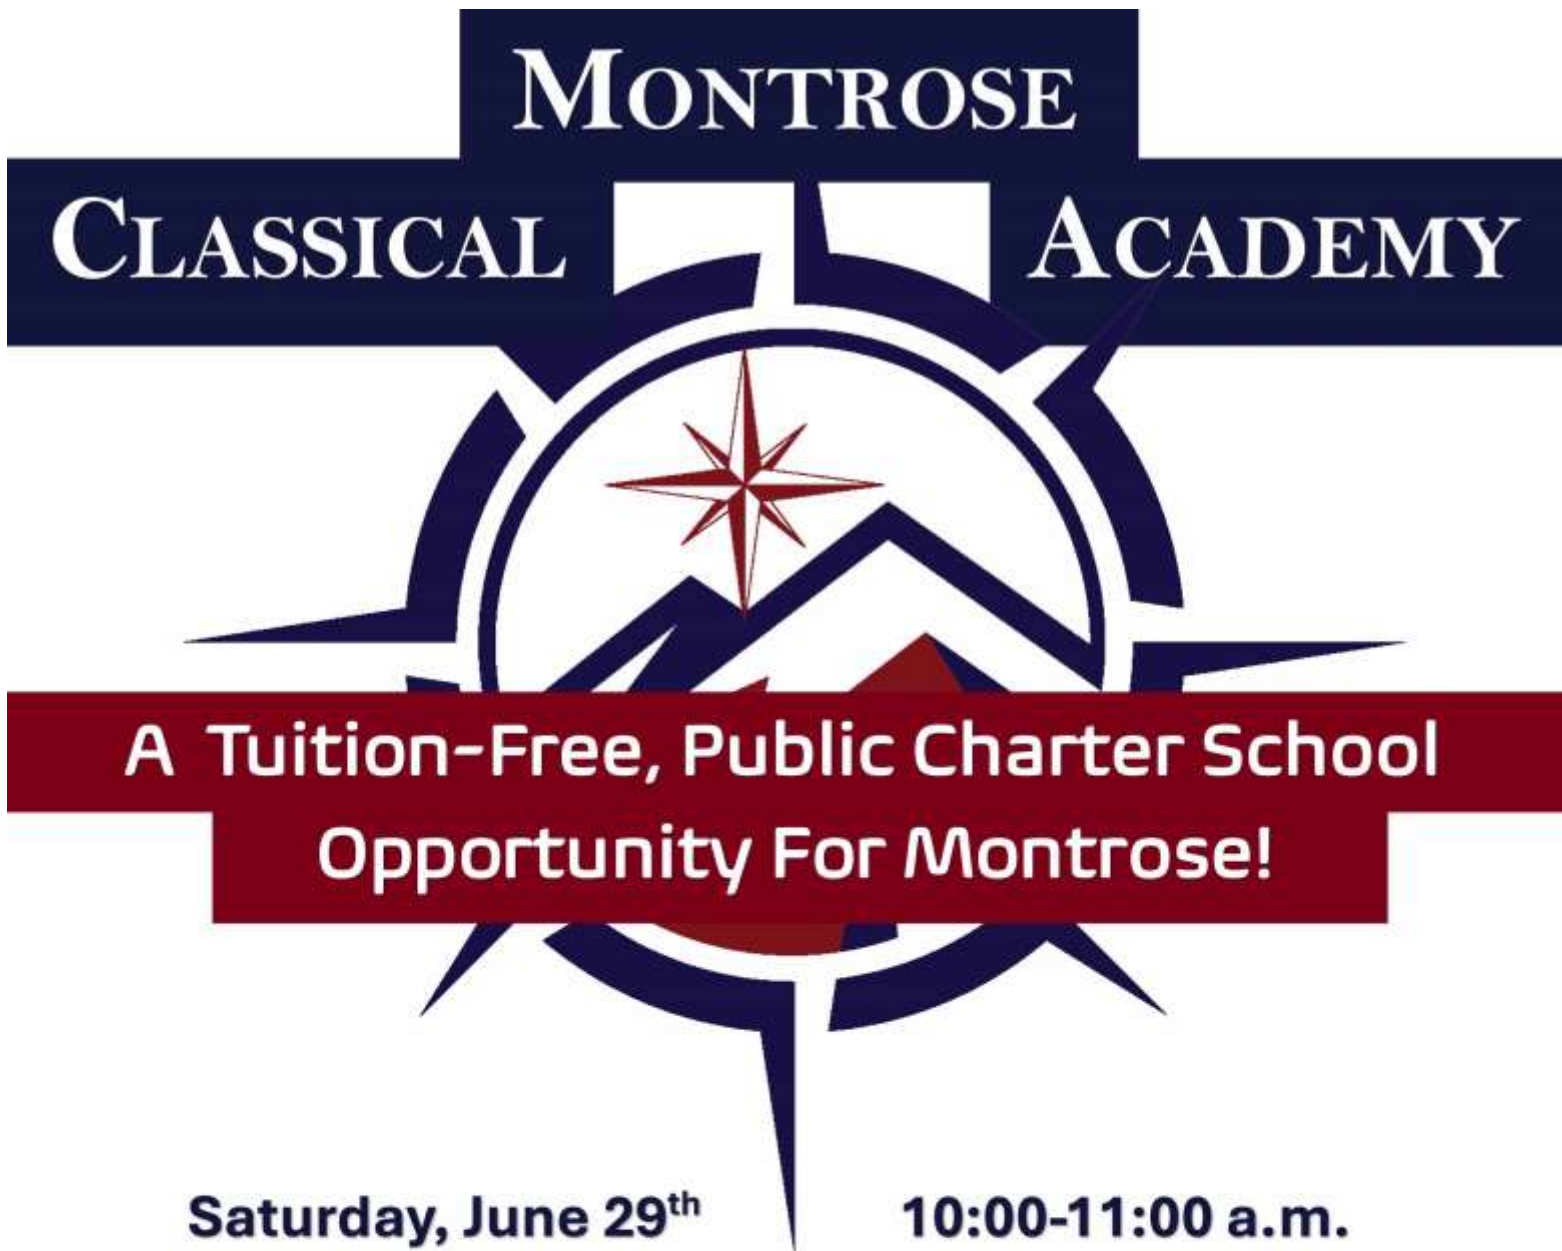 MONTROSE
CLASSICAL ACADEMY
A Tuition-Free, Public Charter School
Opportunity For Montrose!
Saturday, June 29th 10:00-11:00 a.m.